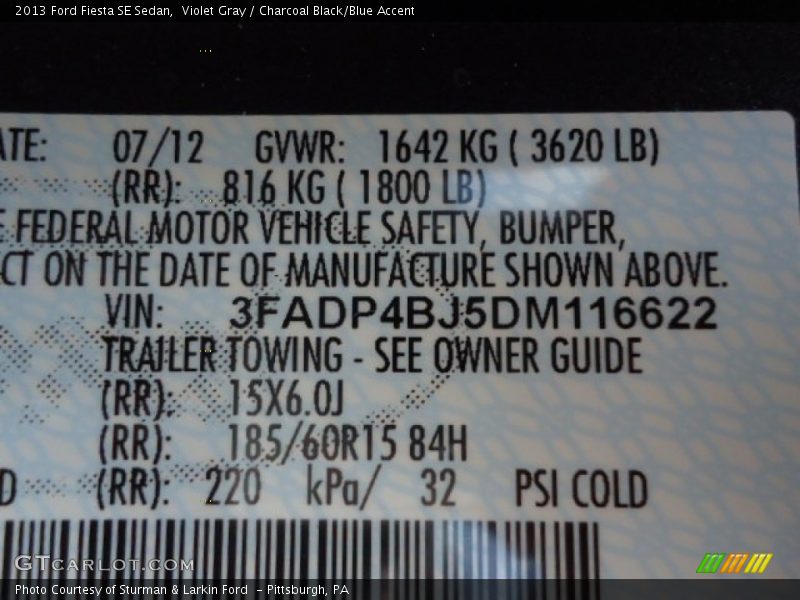 2013 Ford Fiesta SE Sedan,  Violet Gray / Charcoal Black/Blue Accent
ATE: 07/12 GVWR: 1642 KG ( 3620 LB)
(RR): 816 KG ( 1800 LB)
FEDERAL MOTOR VEHICLE SAFETY, BUMPER,
CT ON THE DATE OF MANUFACTURE SHOWN ABOVE.
VIN: 3FADP4BJ5DM116622
TRAILER TOWING - SEE OWNER GUIDE
(RR): 15X6.0J
(RR): 185/60R15 84H
D (RR): 220 kPa/ 32 PSI COLD
GTcarlot.com
Photo Courtesy of Sturman & Larkin Ford  - Pittsburgh, PA